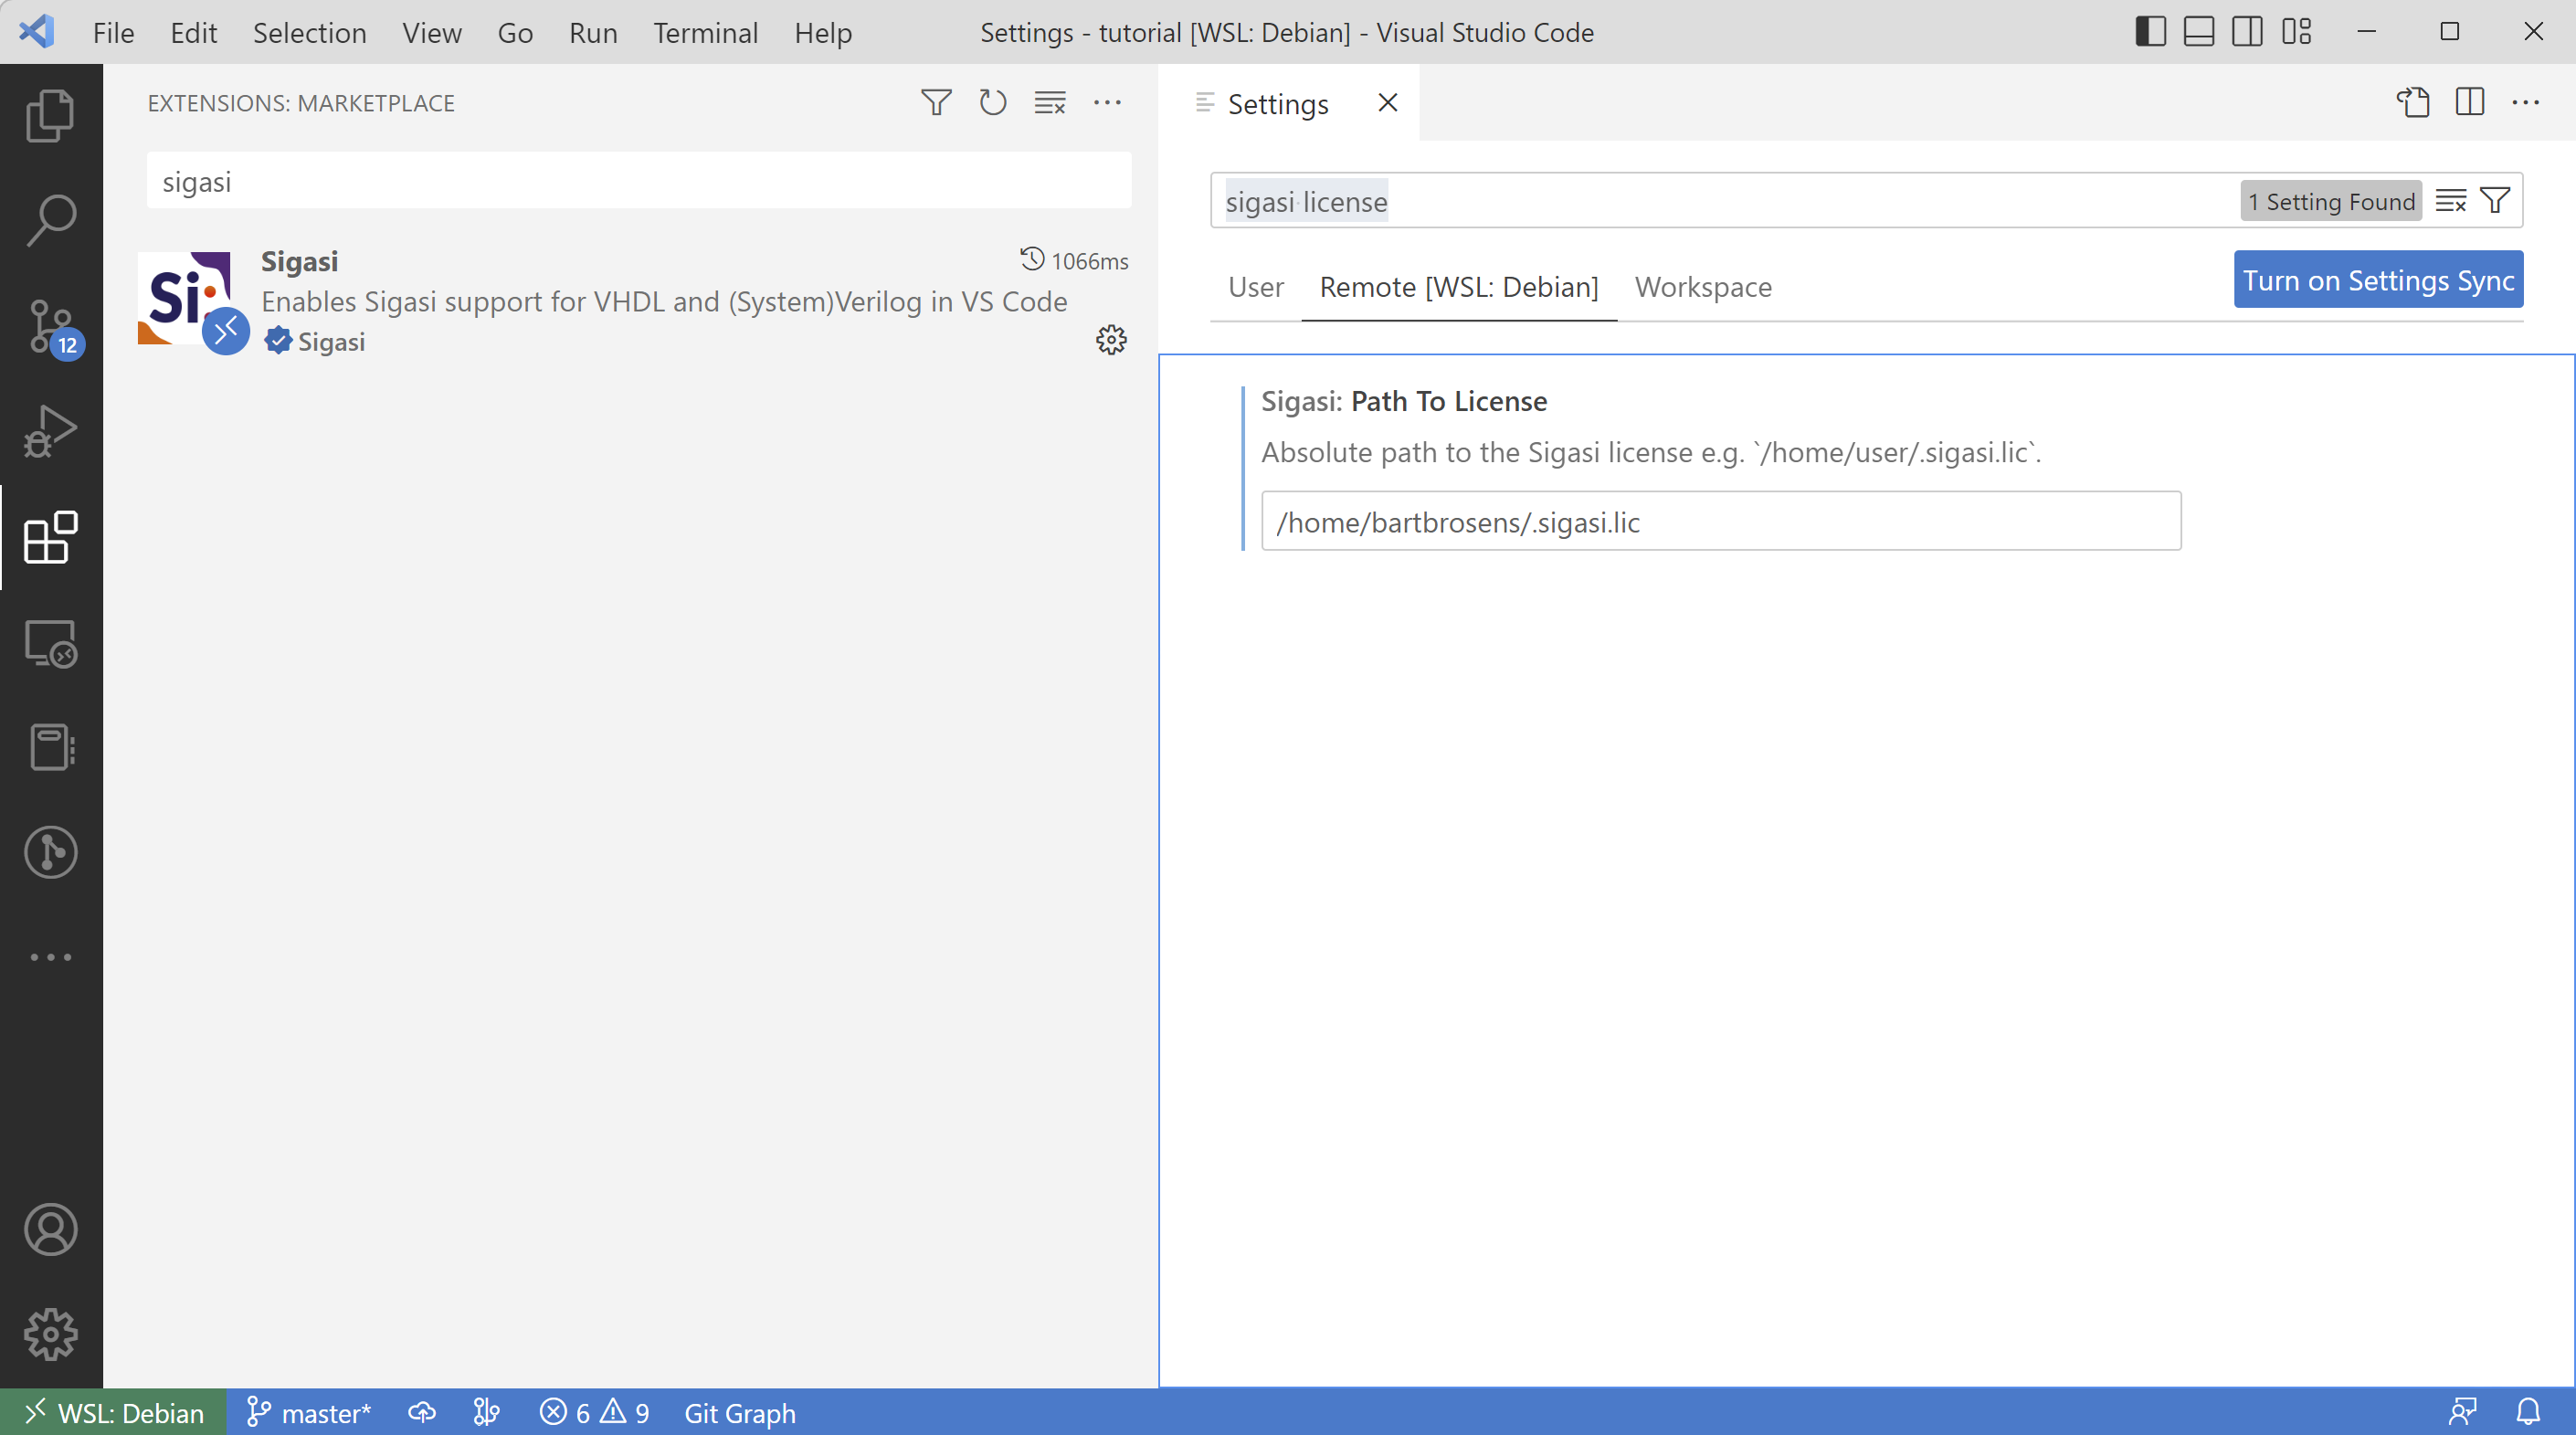 File Edit Selection View Go Run Terminal Help
Settings - tutorial [WSL: Debian] - Visual Studio Code
EXTENSIONS: MARKETPLACE
sigasi
Si
Sigasi
1066ms
Enables Sigasi support for VHDL and (System)Verilog in VS Code
Sigasi
12
Settings
sigasi license
1 Setting Found
User Remote [WSL: Debian] Workspace
Turn on Settings Sync
Sigasi: Path To License
Absolute path to the Sigasi license e.g. `/home/user/.sigasi.lic`.
/home/bartbrosens/.sigasi.lic
WSL: Debian master* 6 9 Git Graph